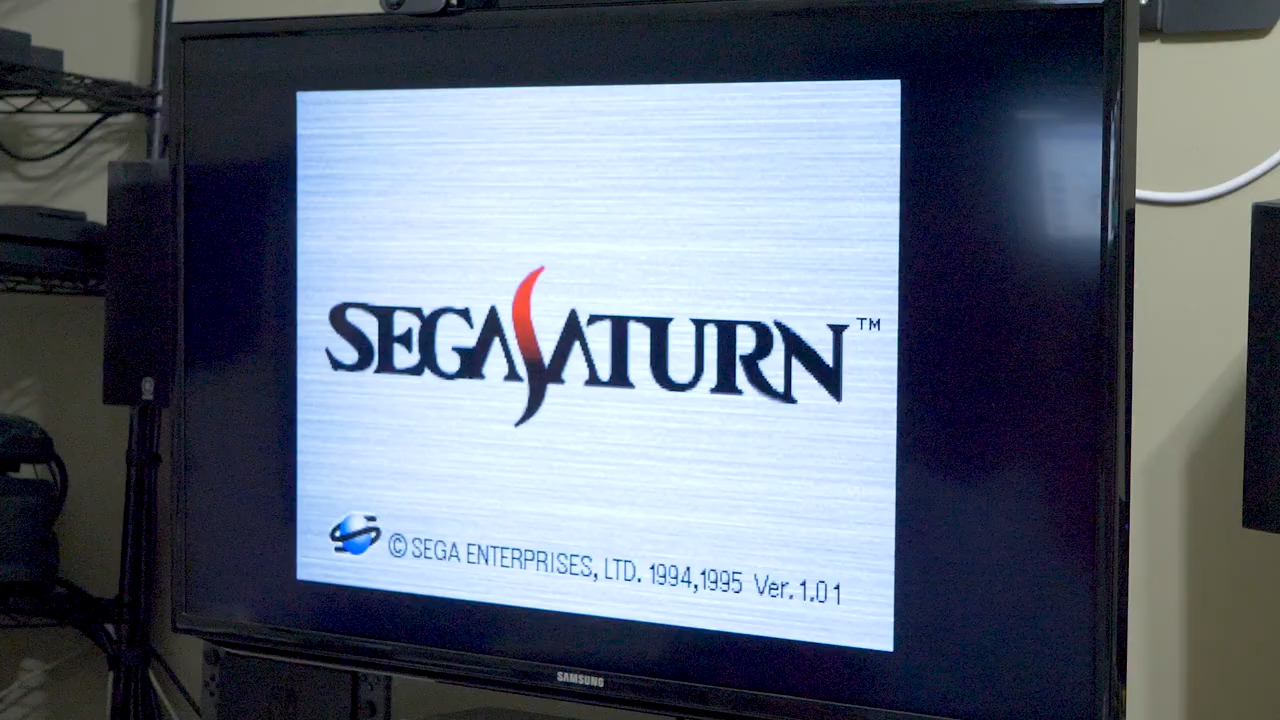 SEGA SATURN™
© SEGA ENTERPRISES, LTD. 1994,1995 Ver. 1.01
SAMSUNG